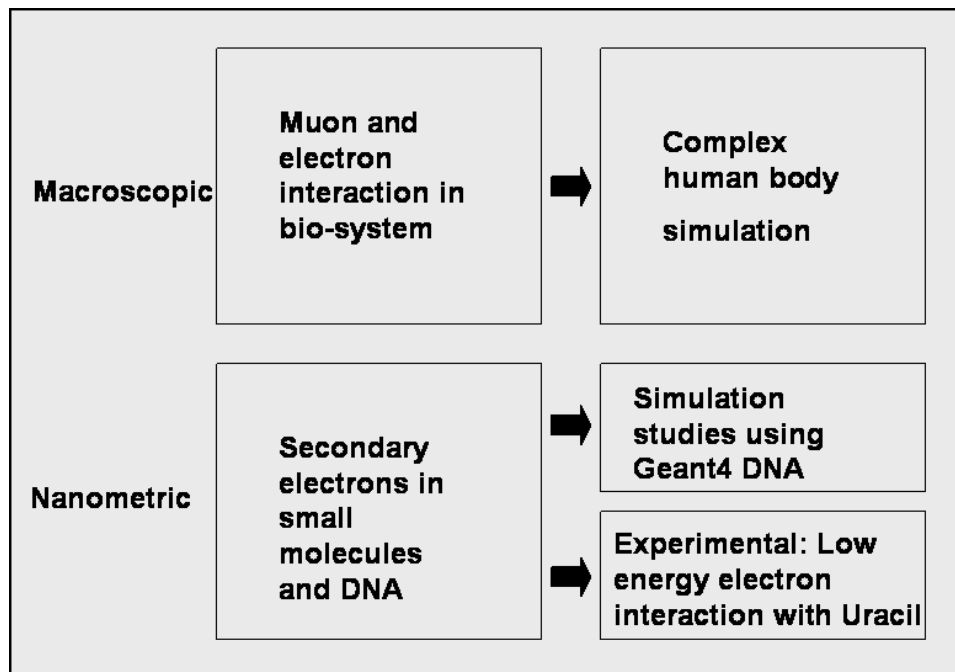 Macroscopic
Muon and
electron
interaction in
bio-system
Complex
human body
simulation
Nanometric
Secondary
electrons in
small
molecules
and DNA
Simulation
studies using
Geant4 DNA
Experimental: Low
energy electron
interaction with Uracil